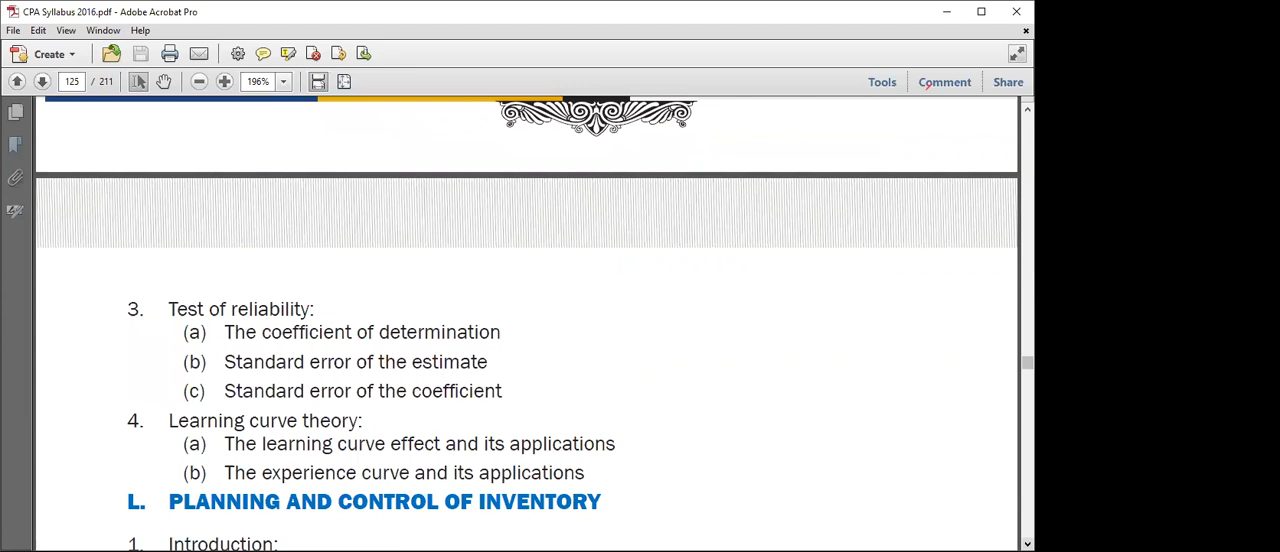 CPA Syllabus 2016.pdf - Adobe Acrobat Pro
File Edit View Window Help
Create
125 / 211 196% Tools Comment Share
3. Test of reliability:
(a) The coefficient of determination
(b) Standard error of the estimate
(c) Standard error of the coefficient
4. Learning curve theory:
(a) The learning curve effect and its applications
(b) The experience curve and its applications
L. PLANNING AND CONTROL OF INVENTORY
1. Introduction: